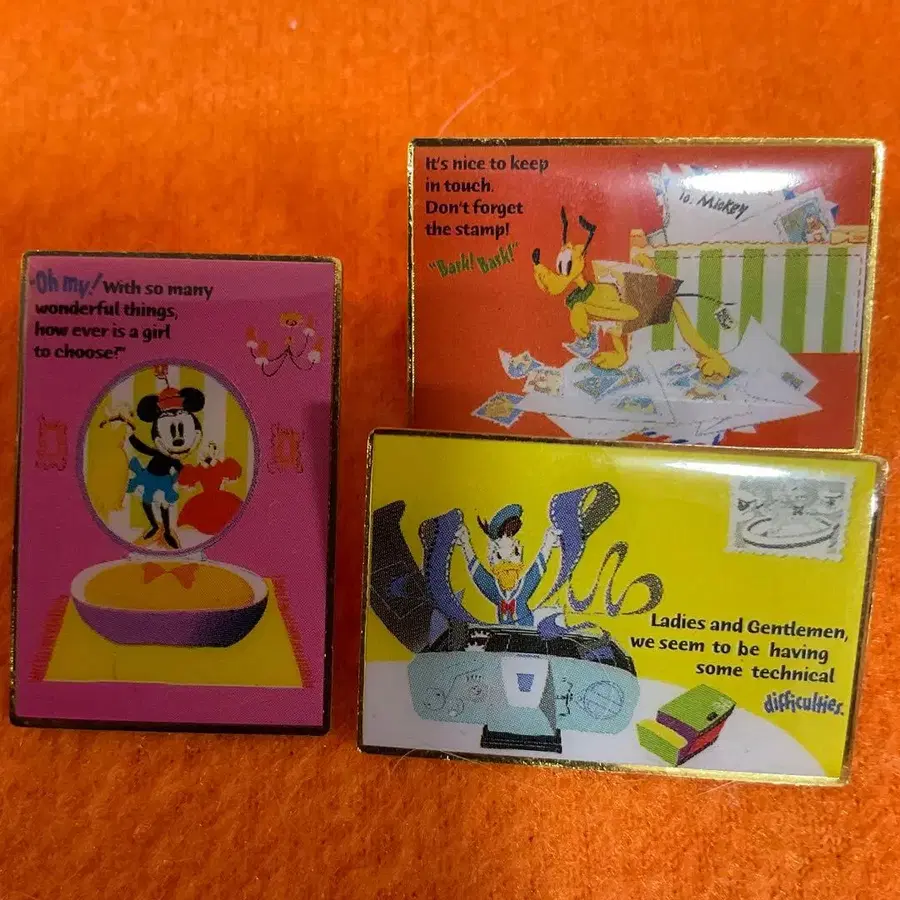 "Oh my! With so many
wonderful things,
how ever is a girl
to choose?"
It's nice to keep
in touch.
Don't forget
the stamp!
"Bark! Bark!"
To: Mickey
Ladies and Gentlemen,
we seem to be having
some technical
difficulties.